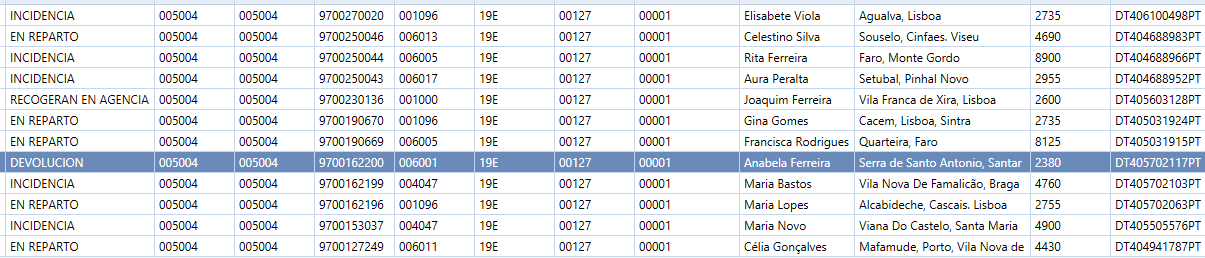 INCIDENCIA 005004 005004 9700270020 001096 19E 00127 00001 Elisabete Viola Agualva, Lisboa 2735 DT406100498PT
EN REPARTO 005004 005004 9700250046 006013 19E 00127 00001 Celestino Silva Souselo, Cinfaes. Viseu 4690 DT404688983PT
INCIDENCIA 005004 005004 9700250044 006005 19E 00127 00001 Rita Ferreira Faro, Monte Gordo 8900 DT404688966PT
INCIDENCIA 005004 005004 9700250043 006017 19E 00127 00001 Aura Peralta Setubal, Pinhal Novo 2955 DT404688952PT
RECOGERAN EN AGENCIA 005004 005004 9700230136 001000 19E 00127 00001 Joaquim Ferreira Vila Franca de Xira, Lisboa 2600 DT405603128PT
EN REPARTO 005004 005004 9700190670 001096 19E 00127 00001 Gina Gomes Cacem, Lisboa, Sintra 2735 DT405031924PT
EN REPARTO 005004 005004 9700190669 006005 19E 00127 00001 Francisca Rodrigues Quarteira, Faro 8125 DT405031915PT
DEVOLUCION 005004 005004 9700162200 006001 19E 00127 00001 Anabela Ferreira Serra de Santo Antonio, Santar 2380 DT405702117PT
INCIDENCIA 005004 005004 9700162199 004047 19E 00127 00001 Maria Bastos Vila Nova De Famalicão, Braga 4760 DT405702103PT
EN REPARTO 005004 005004 9700162196 001096 19E 00127 00001 Maria Lopes Alcabideche, Cascais. Lisboa 2755 DT405702063PT
INCIDENCIA 005004 005004 9700153037 004047 19E 00127 00001 Maria Novo Viana Do Castelo, Santa Maria 4900 DT405505576PT
EN REPARTO 005004 005004 9700127249 006011 19E 00127 00001 Célia Gonçalves Mafamude, Porto, Vila Nova de 4430 DT404941787PT